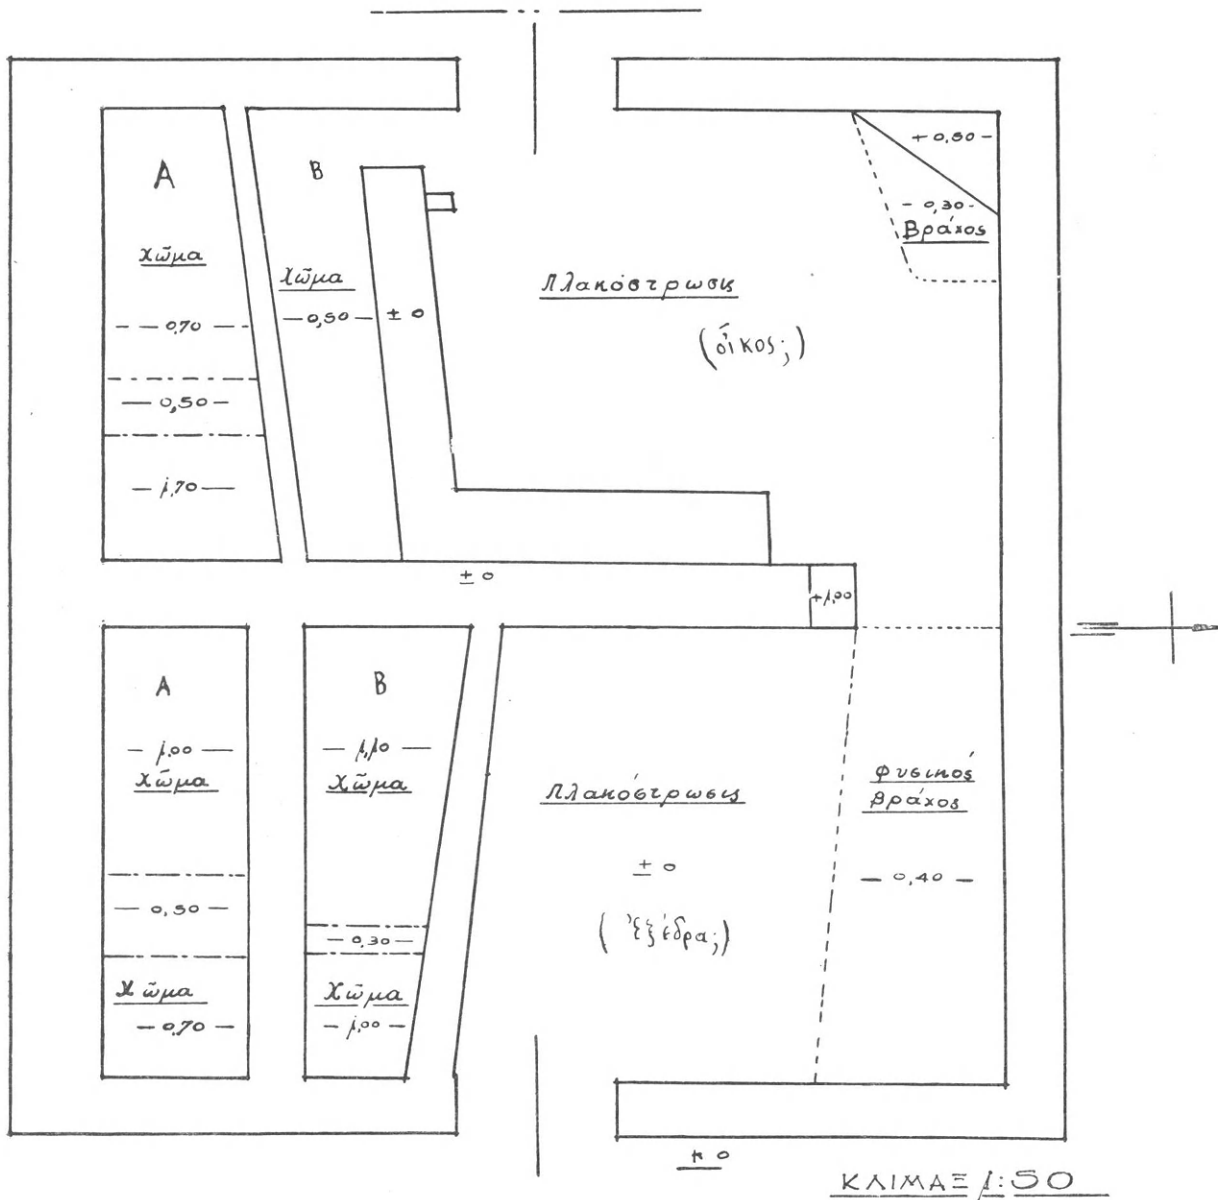 Α
Χῶμα
— 0,70 —
— 0,50 —
— 1,70 —
Β
Χῶμα
— 0,50 —
± 0
Πλακόστρωσις
(οἶκος;)
+ 0,50 —
— 0,30 —
Βράχος
± 0
+1,00
Α
— 1,00 —
Χῶμα
— 0,50 —
Χῶμα
— 0,70 —
Β
— 1,10 —
Χῶμα
— 0,30 —
Χῶμα
— 1,00 —
Πλακόστρωσις
± 0
(ἐξέδρα;)
Φυσικός
Βράχος
— 0,40 —
± 0
ΚΛΙΜΑΞ 1:50